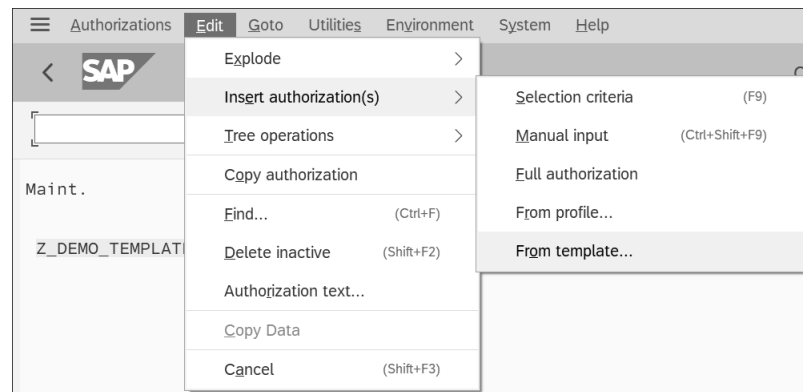 Authorizations Edit Goto Utilities Environment System Help
SAP
Explode
Insert authorization(s)
Tree operations
Copy authorization
Find... (Ctrl+F)
Delete inactive (Shift+F2)
Authorization text...
Copy Data
Cancel (Shift+F3)
Selection criteria (F9)
Manual input (Ctrl+Shift+F9)
Full authorization
From profile...
From template...
Maint.
Z_DEMO_TEMPLAT